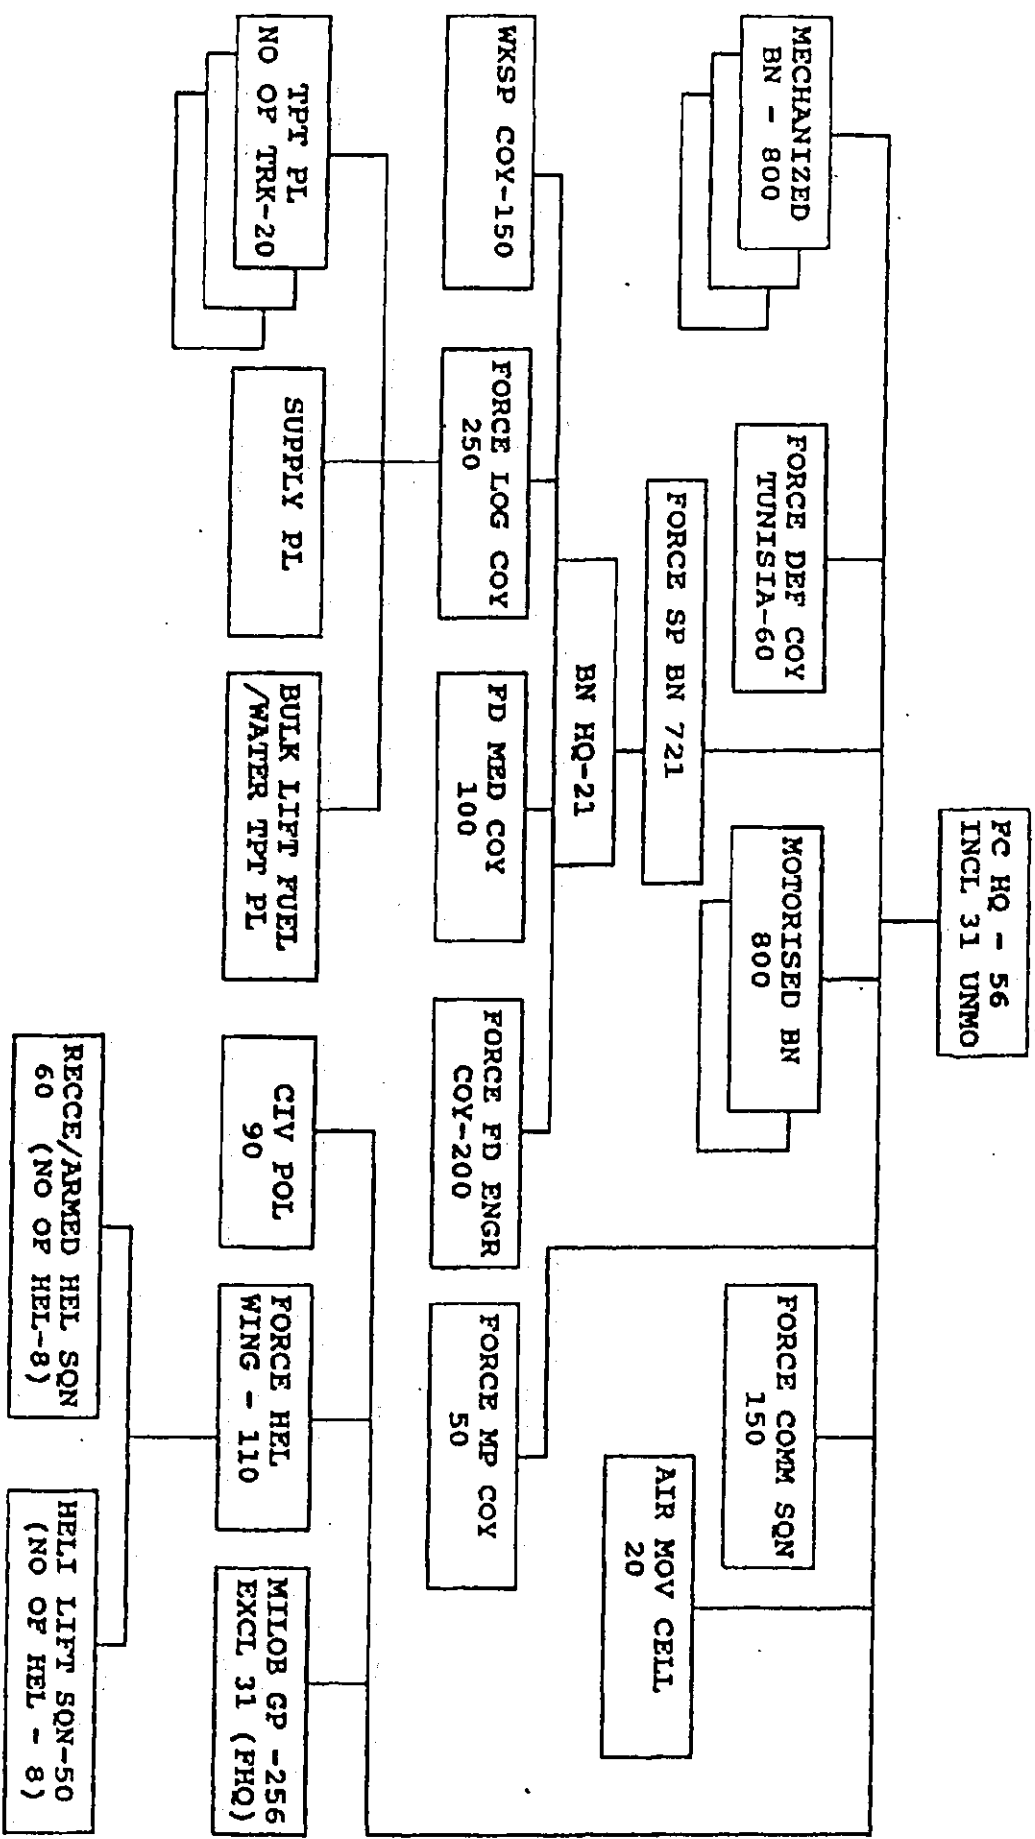 FC HQ - 56
INCL 31 UNMO
MECHANIZED
BN - 800
FORCE DEF COY
TUNISIA-60
MOTORISED BN
800
FORCE COMM SQN
150
FORCE SP BN 721
AIR MOV CELL
20
BN HQ-21
WKSP COY-150
FORCE LOG COY
250
FD MED COY
100
FORCE FD ENGR
COY-200
FORCE MP COY
50
TPT PL
NO OF TRK-20
SUPPLY PL
BULK LIFT FUEL
/WATER TPT PL
CIV POL
90
FORCE HEL
WING - 110
MILOB GP -256
EXCL 31 (FHQ)
RECCE/ARMED HEL SQN
60 (NO OF HEL-8)
HELI LIFT SQN-50
(NO OF HEL - 8)